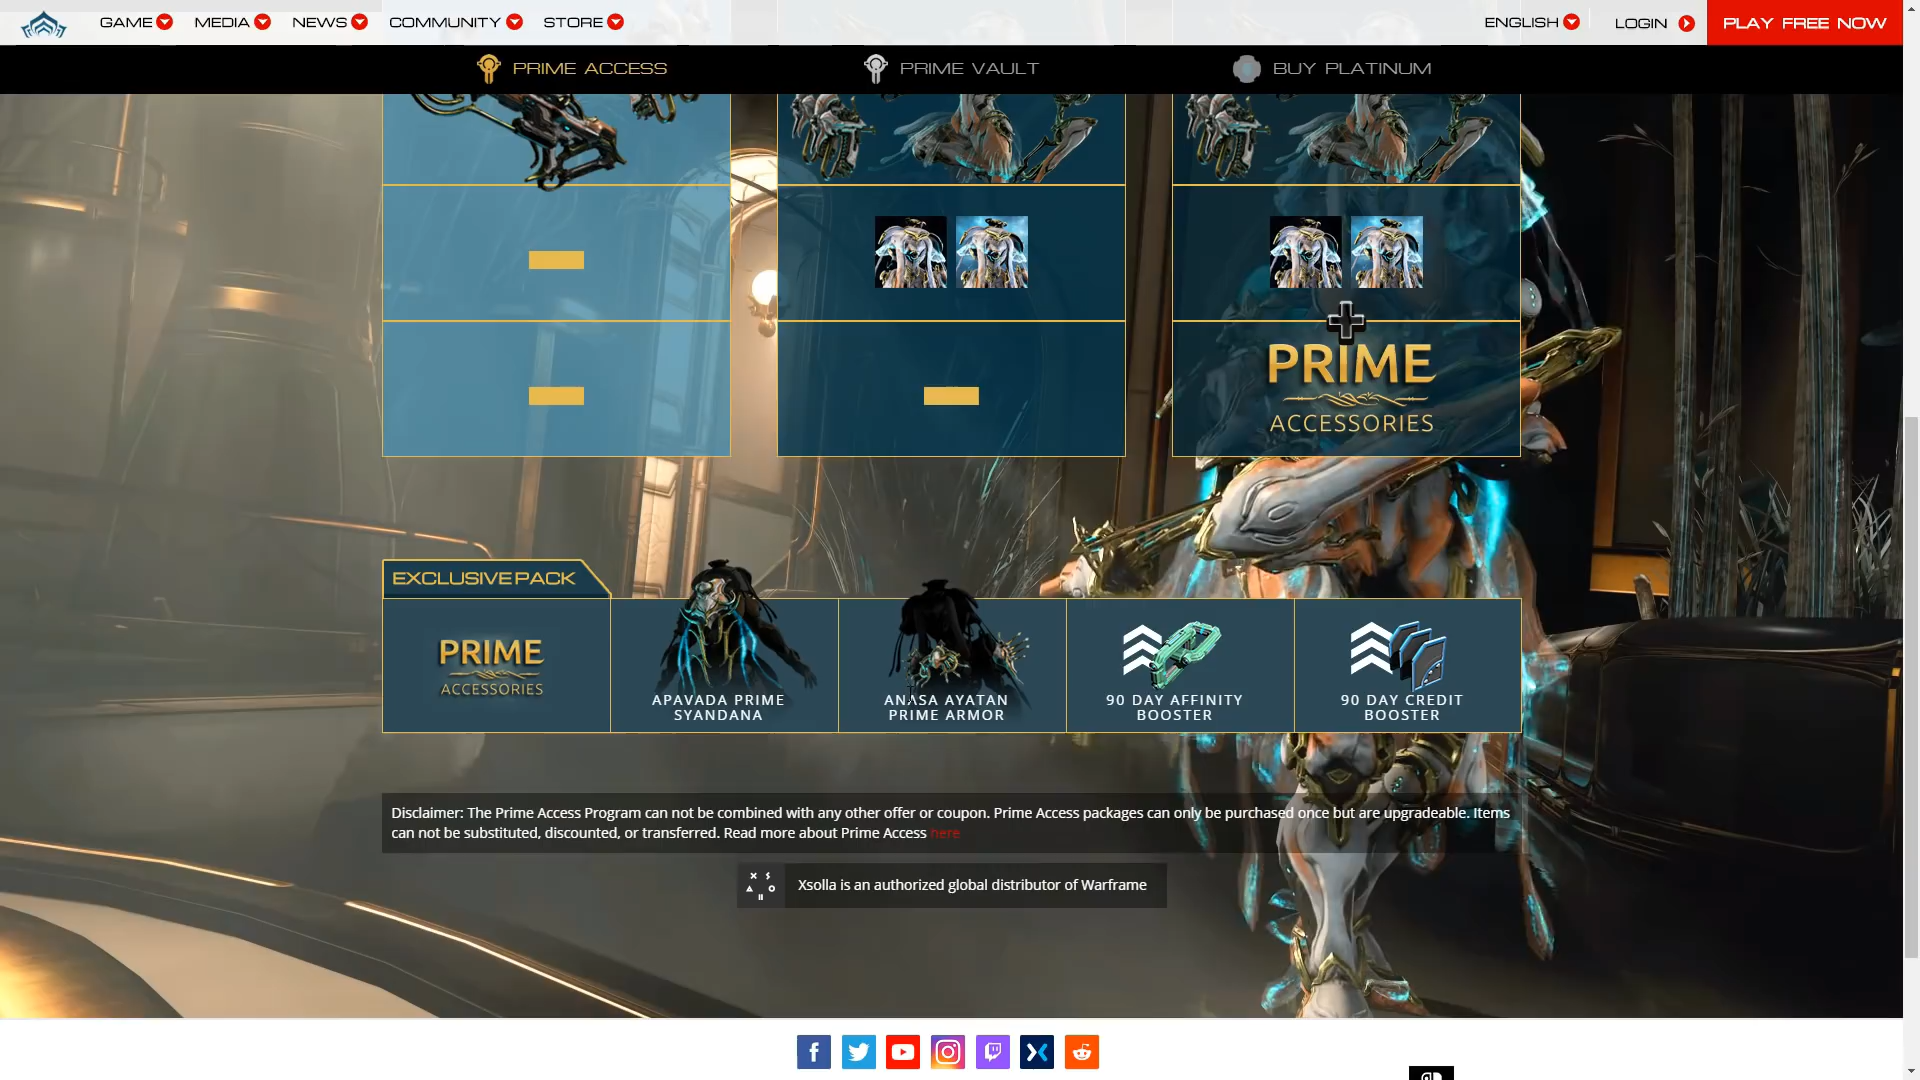 GAME MEDIA NEWS COMMUNITY STORE ENGLISH LOGIN PLAY FREE NOW
PRIME ACCESS PRIME VAULT BUY PLATINUM
PRIME
ACCESSORIES
EXCLUSIVE PACK
PRIME
ACCESSORIES
APAVADA PRIME
SYANDANA
ANASA AYATAN
PRIME ARMOR
90 DAY AFFINITY
BOOSTER
90 DAY CREDIT
BOOSTER
Disclaimer: The Prime Access Program can not be combined with any other offer or coupon. Prime Access packages can only be purchased once but are upgradeable. Items
can not be substituted, discounted, or transferred. Read more about Prime Access here
Xsolla is an authorized global distributor of Warframe